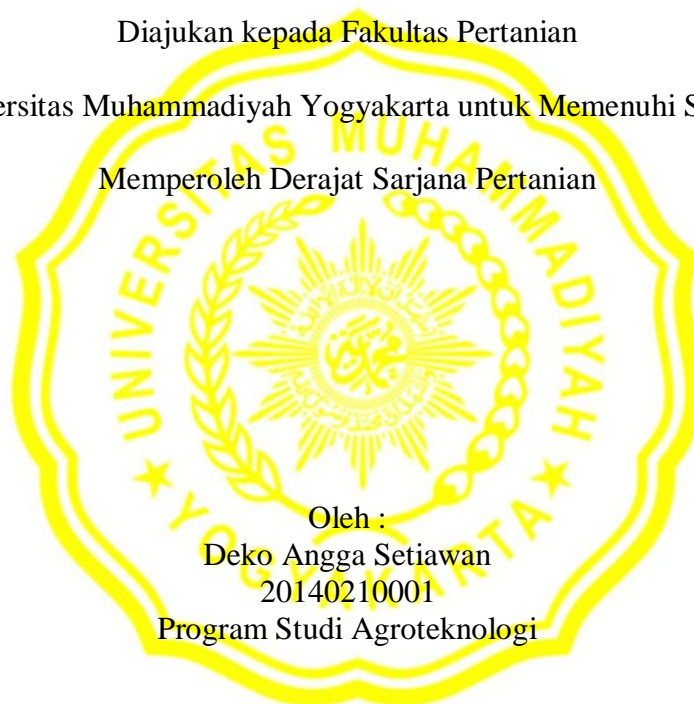 Diajukan kepada Fakultas Pertanian
ersitas Muhammadiyah Yogyakarta untuk Memenuhi S
Memperoleh Derajat Sarjana Pertanian
UNIVERSITAS MUHAMMADIYAH
★ YOGYAKARTA ★
محمد
Oleh :
Deko Angga Setiawan
20140210001
Program Studi Agroteknologi